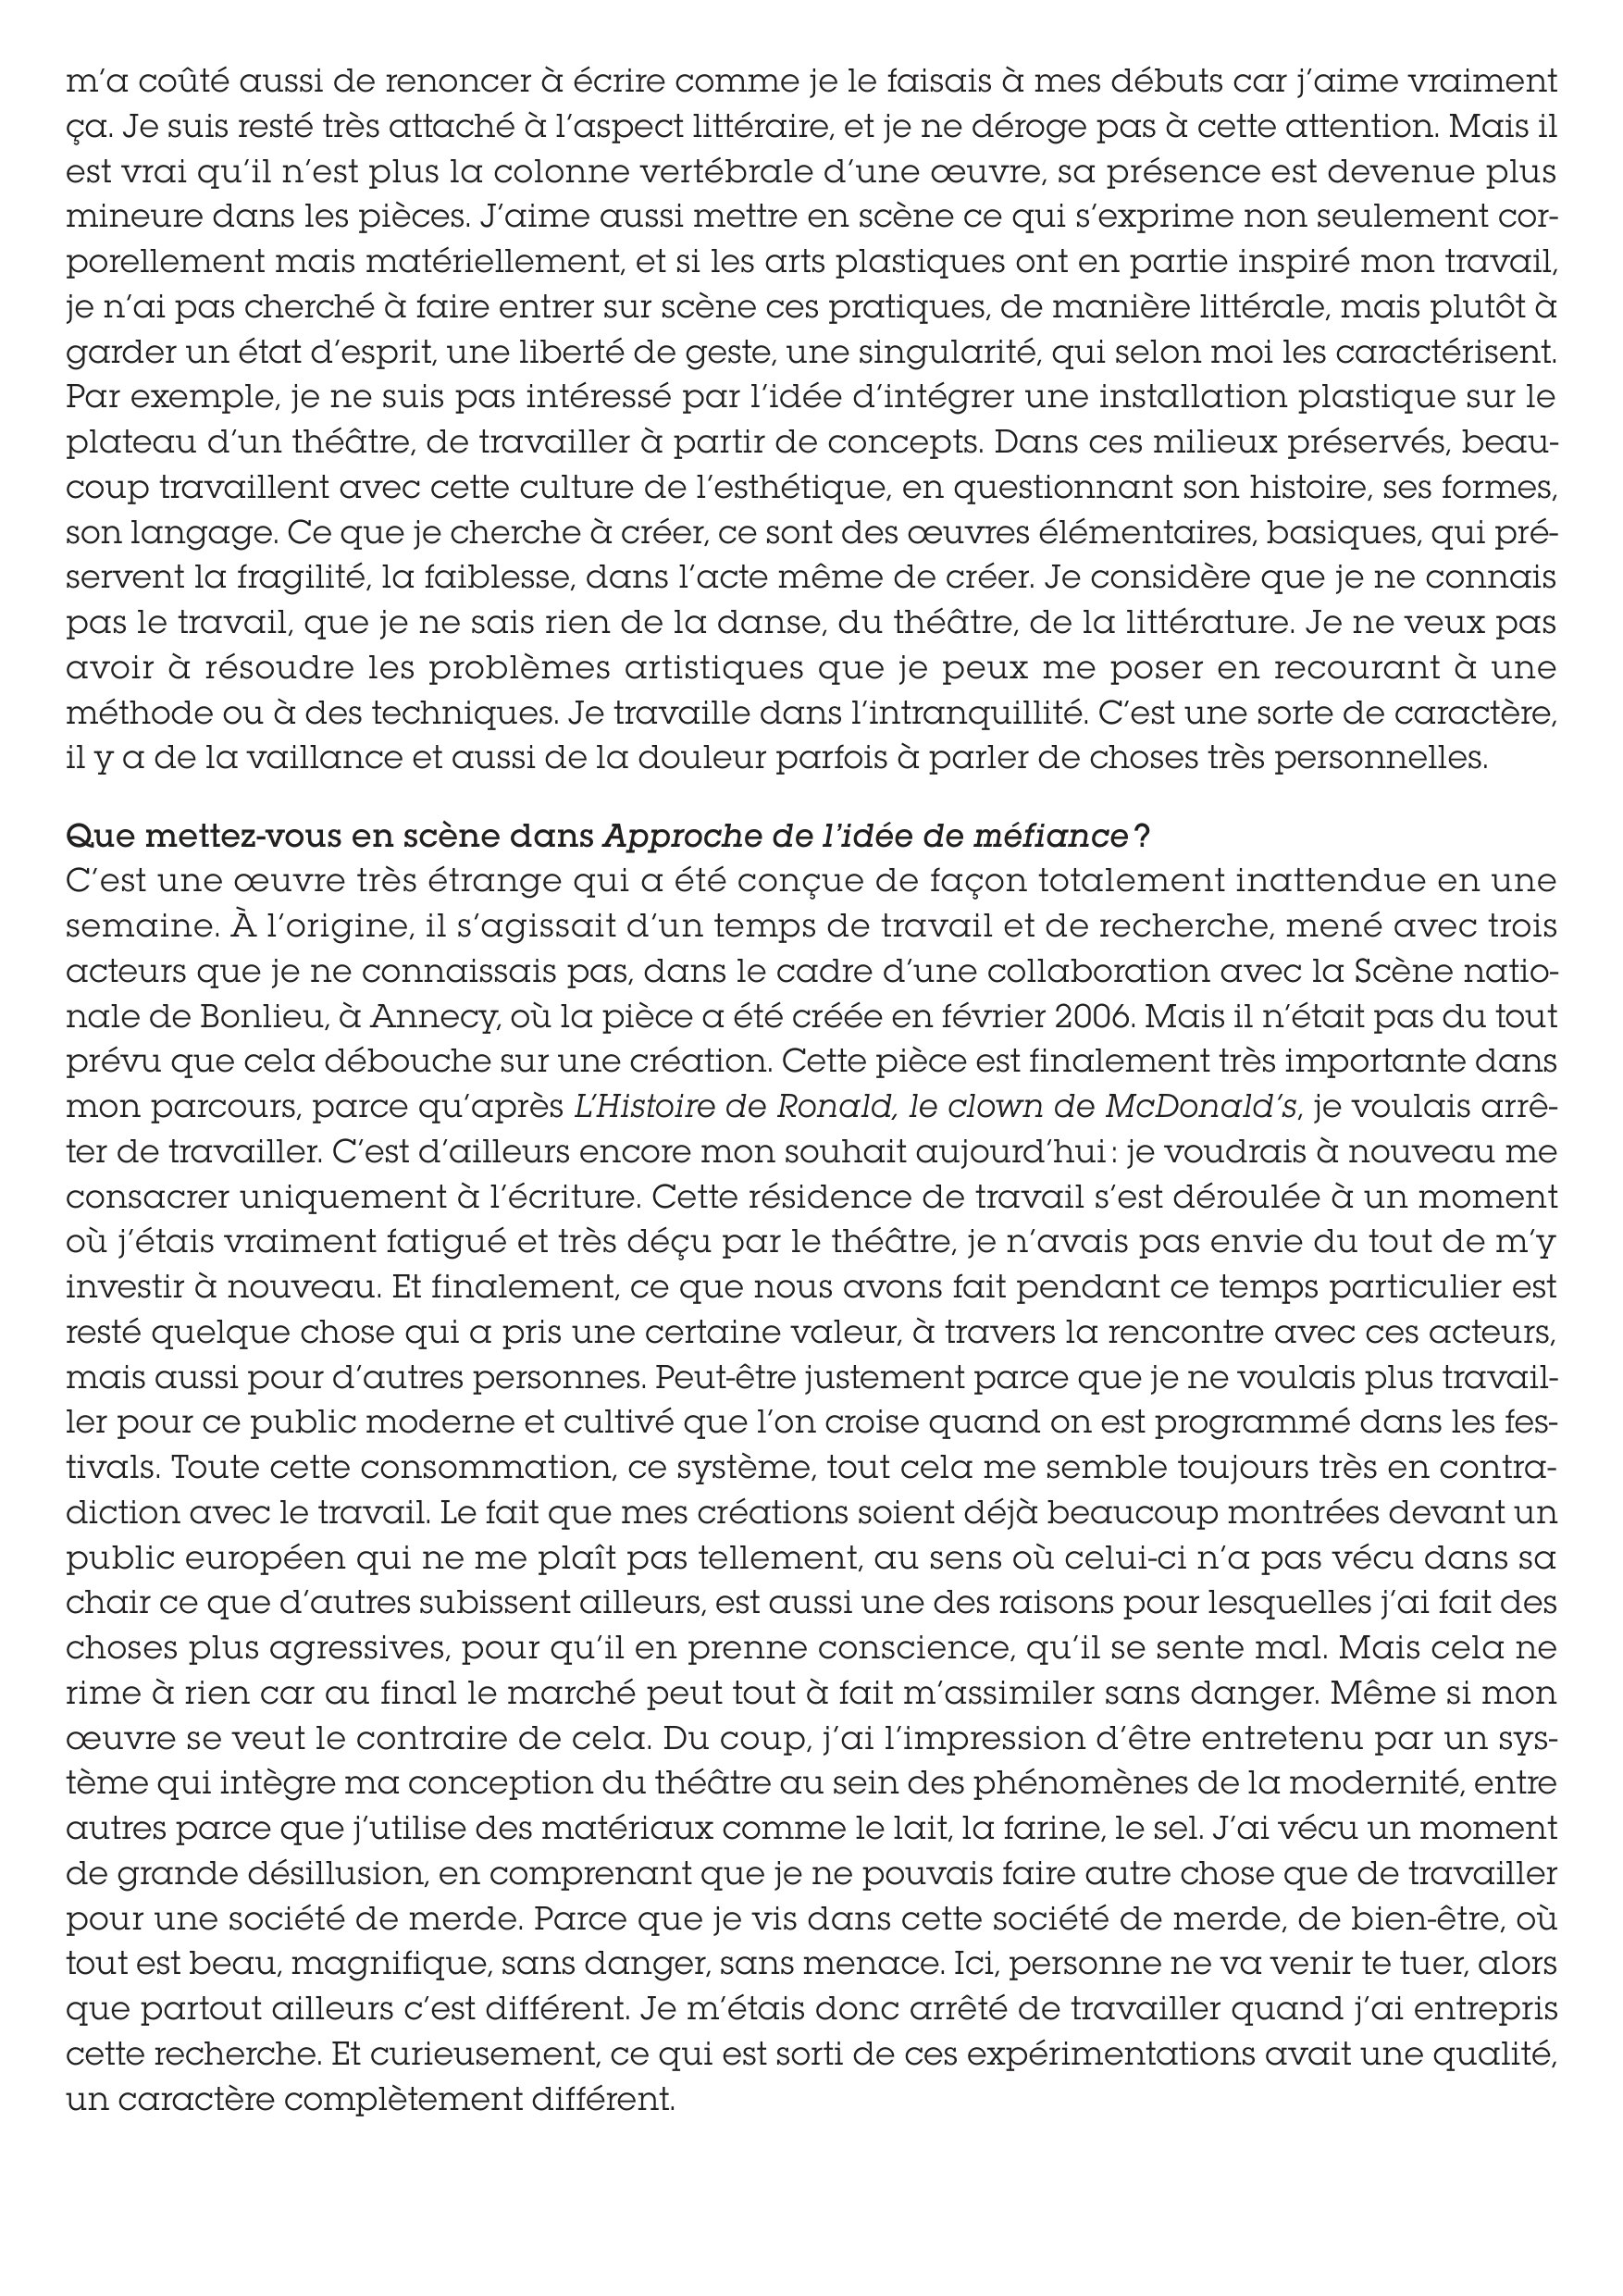 m’a coûté aussi de renoncer à écrire comme je le faisais à mes débuts car j’aime vraiment
ça. Je suis resté très attaché à l’aspect littéraire, et je ne déroge pas à cette attention. Mais il
est vrai qu’il n’est plus la colonne vertébrale d’une œuvre, sa présence est devenue plus
mineure dans les pièces. J’aime aussi mettre en scène ce qui s’exprime non seulement cor-
porellement mais matériellement, et si les arts plastiques ont en partie inspiré mon travail,
je n’ai pas cherché à faire entrer sur scène ces pratiques, de manière littérale, mais plutôt à
garder un état d’esprit, une liberté de geste, une singularité, qui selon moi les caractérisent.
Par exemple, je ne suis pas intéressé par l’idée d’intégrer une installation plastique sur le
plateau d’un théâtre, de travailler à partir de concepts. Dans ces milieux préservés, beau-
coup travaillent avec cette culture de l’esthétique, en questionnant son histoire, ses formes,
son langage. Ce que je cherche à créer, ce sont des œuvres élémentaires, basiques, qui pré-
servent la fragilité, la faiblesse, dans l’acte même de créer. Je considère que je ne connais
pas le travail, que je ne sais rien de la danse, du théâtre, de la littérature. Je ne veux pas
avoir à résoudre les problèmes artistiques que je peux me poser en recourant à une
méthode ou à des techniques. Je travaille dans l’intranquillité. C’est une sorte de caractère,
il y a de la vaillance et aussi de la douleur parfois à parler de choses très personnelles.
Que mettez-vous en scène dans Approche de l’idée de méfiance ?
C’est une œuvre très étrange qui a été conçue de façon totalement inattendue en une
semaine. À l’origine, il s’agissait d’un temps de travail et de recherche, mené avec trois
acteurs que je ne connaissais pas, dans le cadre d’une collaboration avec la Scène natio-
nale de Bonlieu, à Annecy, où la pièce a été créée en février 2006. Mais il n’était pas du tout
prévu que cela débouche sur une création. Cette pièce est finalement très importante dans
mon parcours, parce qu’après L’Histoire de Ronald, le clown de McDonald’s, je voulais arrê-
ter de travailler. C’est d’ailleurs encore mon souhait aujourd’hui : je voudrais à nouveau me
consacrer uniquement à l’écriture. Cette résidence de travail s’est déroulée à un moment
où j’étais vraiment fatigué et très déçu par le théâtre, je n’avais pas envie du tout de m’y
investir à nouveau. Et finalement, ce que nous avons fait pendant ce temps particulier est
resté quelque chose qui a pris une certaine valeur, à travers la rencontre avec ces acteurs,
mais aussi pour d’autres personnes. Peut-être justement parce que je ne voulais plus travail-
ler pour ce public moderne et cultivé que l’on croise quand on est programmé dans les fes-
tivals. Toute cette consommation, ce système, tout cela me semble toujours très en contra-
diction avec le travail. Le fait que mes créations soient déjà beaucoup montrées devant un
public européen qui ne me plaît pas tellement, au sens où celui-ci n’a pas vécu dans sa
chair ce que d’autres subissent ailleurs, est aussi une des raisons pour lesquelles j’ai fait des
choses plus agressives, pour qu’il en prenne conscience, qu’il se sente mal. Mais cela ne
rime à rien car au final le marché peut tout à fait m’assimiler sans danger. Même si mon
œuvre se veut le contraire de cela. Du coup, j’ai l’impression d’être entretenu par un sys-
tème qui intègre ma conception du théâtre au sein des phénomènes de la modernité, entre
autres parce que j’utilise des matériaux comme le lait, la farine, le sel. J’ai vécu un moment
de grande désillusion, en comprenant que je ne pouvais faire autre chose que de travailler
pour une société de merde. Parce que je vis dans cette société de merde, de bien-être, où
tout est beau, magnifique, sans danger, sans menace. Ici, personne ne va venir te tuer, alors
que partout ailleurs c’est différent. Je m’étais donc arrêté de travailler quand j’ai entrepris
cette recherche. Et curieusement, ce qui est sorti de ces expérimentations avait une qualité,
un caractère complètement différent.